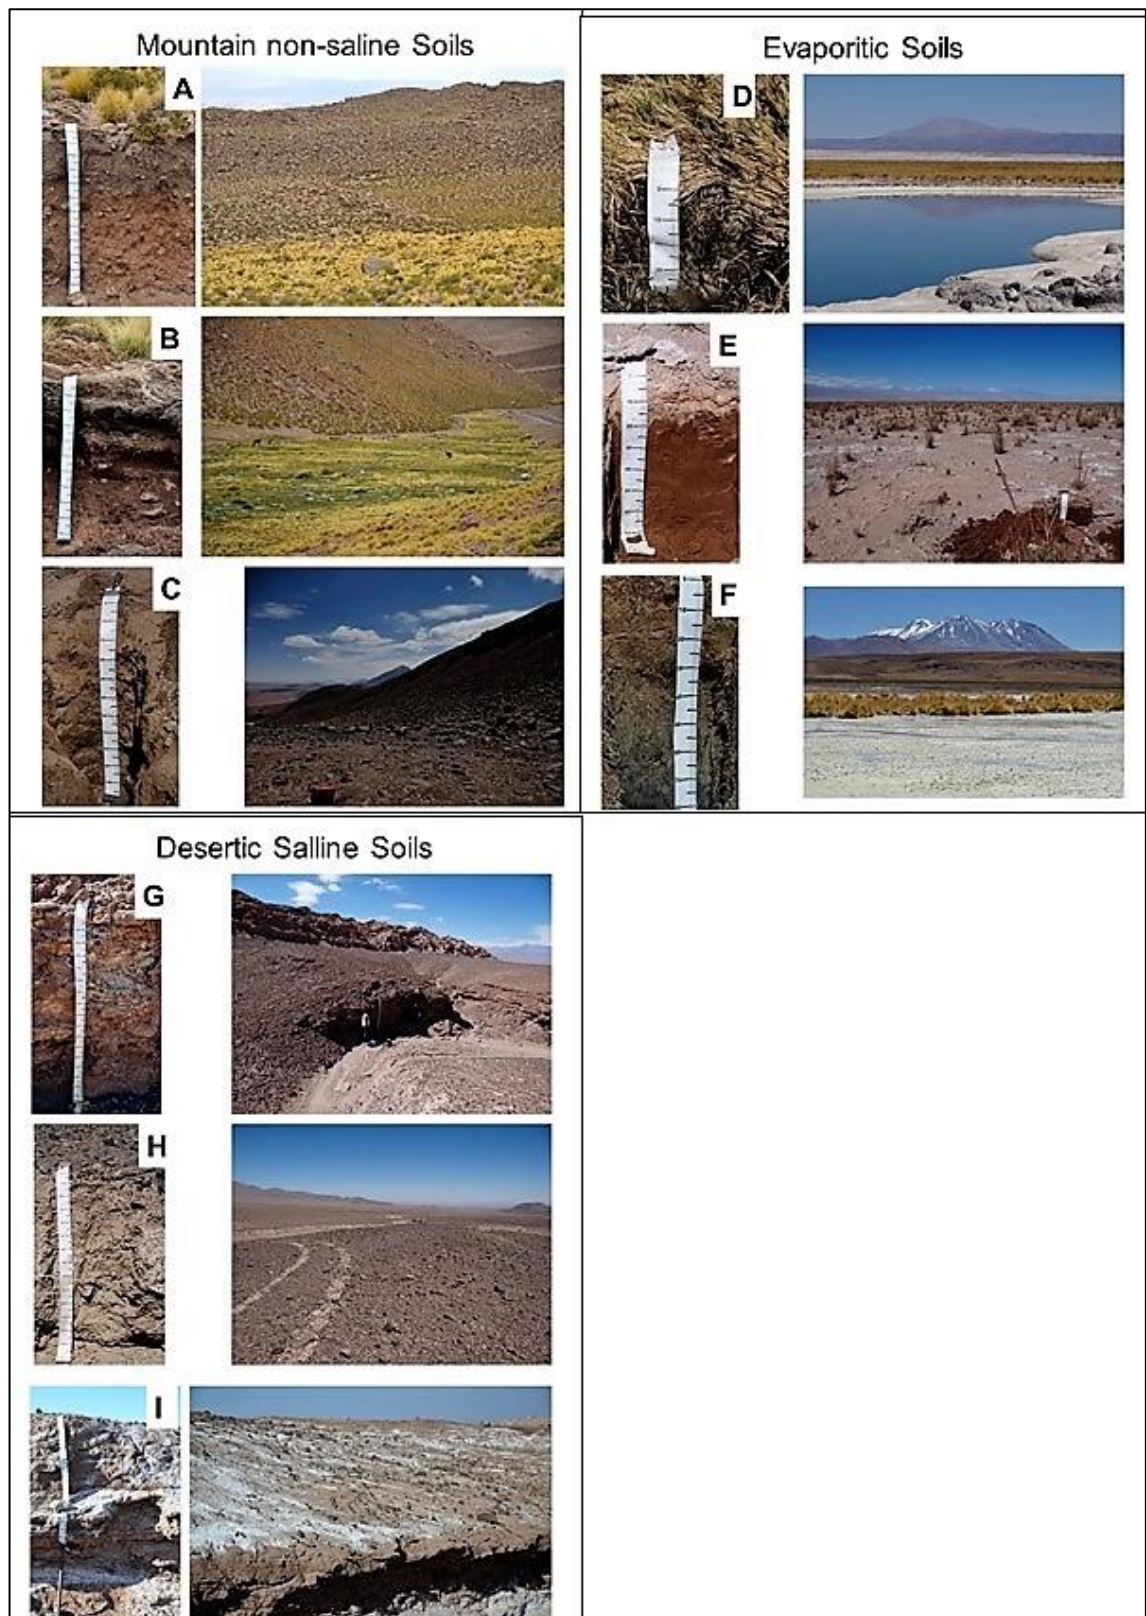 Mountain non-saline Soils
A
B
C
Evaporitic Soils
D
E
F
Desertic Salline Soils
G
H
I